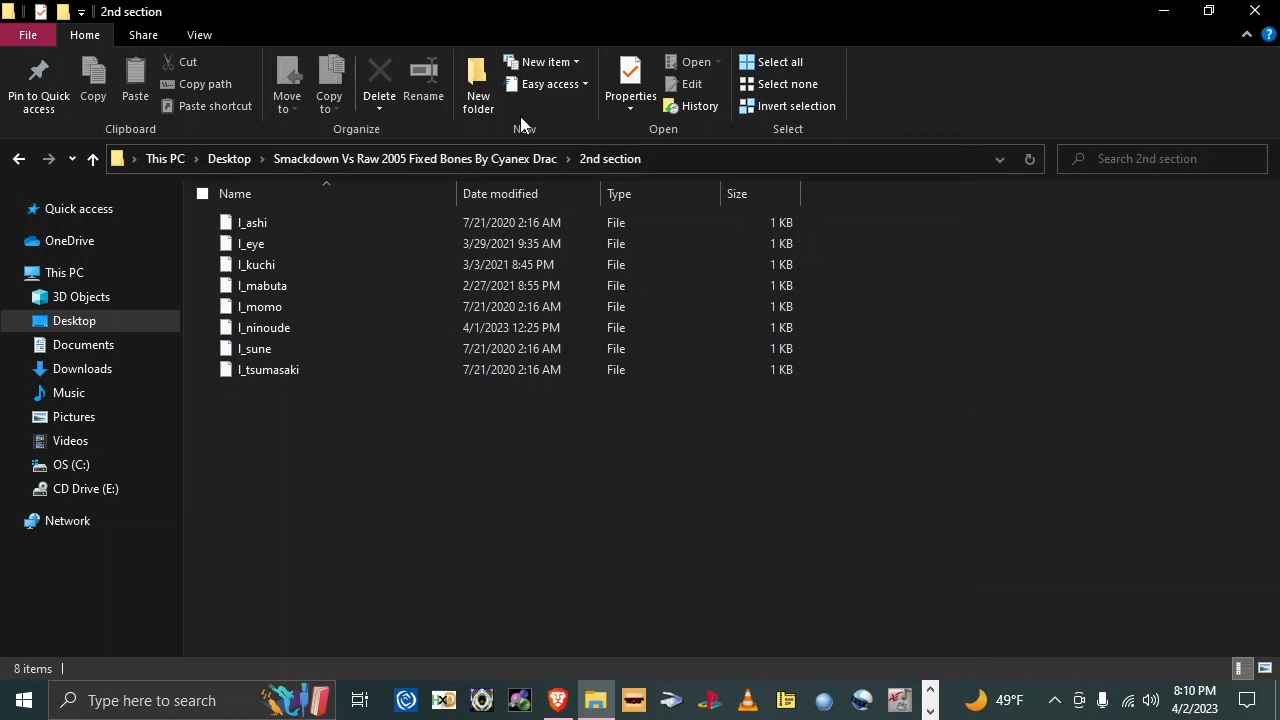 2nd section
File Home Share View
Pin to Quick access
Copy
Paste
Cut
Copy path
Paste shortcut
Clipboard
Move to
Copy to
Delete
Rename
Organize
New folder
New item
Easy access
New
Properties
Open
Edit
History
Open
Select all
Select none
Invert selection
Select
This PC > Desktop > Smackdown Vs Raw 2005 Fixed Bones By Cyanex Drac > 2nd section
Search 2nd section
Quick access
OneDrive
This PC
3D Objects
Desktop
Documents
Downloads
Music
Pictures
Videos
OS (C:)
CD Drive (E:)
Network
Name Date modified Type Size
l_ashi 7/21/2020 2:16 AM File 1 KB
l_eye 3/29/2021 9:35 AM File 1 KB
l_kuchi 3/3/2021 8:45 PM File 1 KB
l_mabuta 2/27/2021 8:55 PM File 1 KB
l_momo 7/21/2020 2:16 AM File 1 KB
l_ninoude 4/1/2023 12:25 PM File 1 KB
l_sune 7/21/2020 2:16 AM File 1 KB
l_tsumasaki 7/21/2020 2:16 AM File 1 KB
8 items
Type here to search
49°F
8:10 PM
4/2/2023